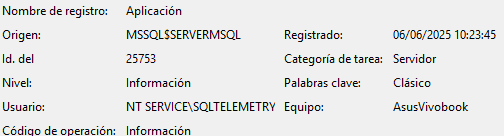 Nombre de registro: Aplicación
Origen: MSSQL$SERVERMSQL Registrado: 06/06/2025 10:23:45
Id. del 25753 Categoría de tarea: Servidor
Nivel: Información Palabras clave: Clásico
Usuario: NT SERVICE\SQLTELEMETRY Equipo: AsusVivobook
Código de operación: Información